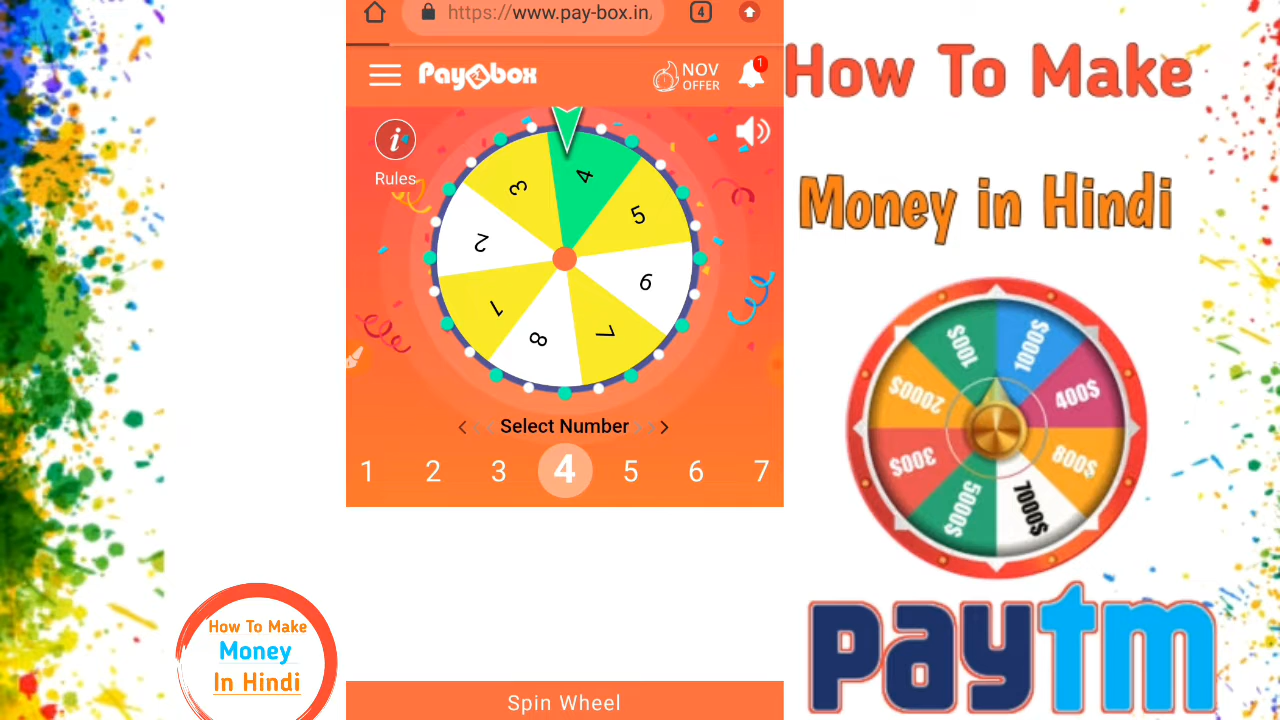 https://www.pay-box.in/
4
Paybox
NOV
OFFER
1
i
Rules
3
4
5
2
6
1
8
7
Select Number
1 2 3 4 5 6 7
Spin Wheel
How To Make
Money in Hindi
100$
1000$
2000$
400$
300$
800$
5000$
5000L
paytm
How To Make
Money
In Hindi